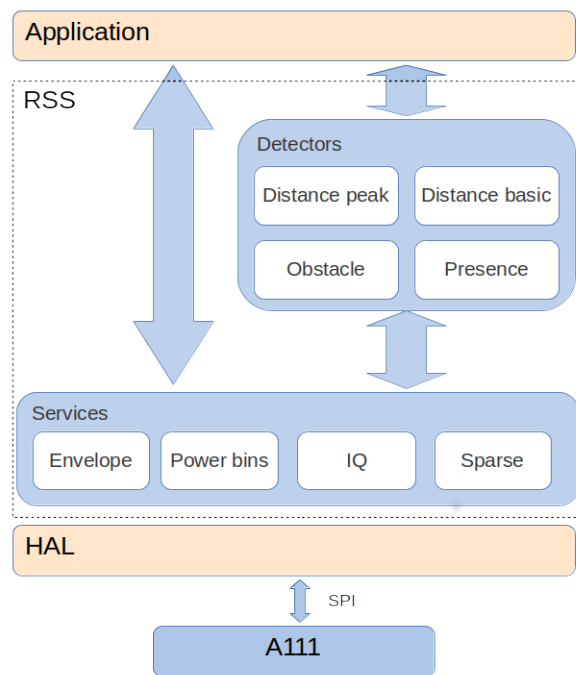 Application
RSS
Detectors
Distance peak
Distance basic
Obstacle
Presence
Services
Envelope
Power bins
IQ
Sparse
HAL
SPI
A111